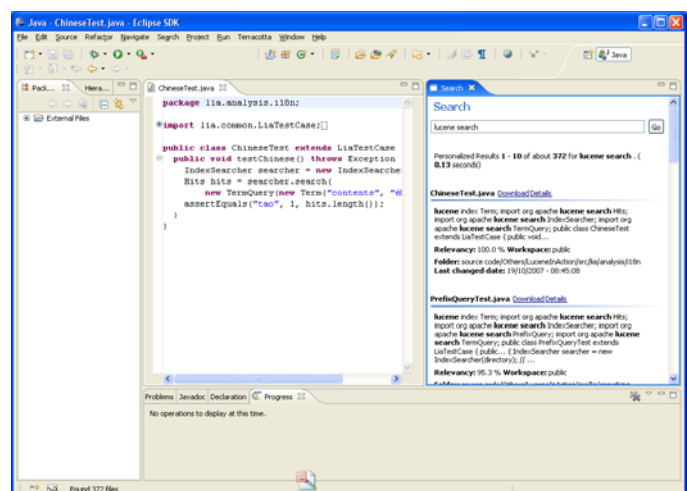 Java - ChineseTest.java - Eclipse SDK
File Edit Source Refactor Navigate Search Project Run Terracotta Window Help
Java
Pack... Hiera... ChineseTest.java Search
package lia.analysis.i18n;
Search
External Files
import lia.common.LiaTestCase;
lucene search Go
public class ChineseTest extends LiaTestCase
public void testChinese() throws Exception
IndexSearcher searcher = new IndexSearche
Hits hits = searcher.search(
new TermQuery(new Term("contents", "
assertEquals("tao", 1, hits.length());
}
}
Personalized Results 1 - 10 of about 372 for lucene search . (
0.13 seconds)
ChineseTest.java Download Details
lucene index Term; import org apache lucene search Hits;
import org apache lucene search IndexSearcher; import org
apache lucene search TermQuery; public class ChineseTest
extends LiaTestCase { public void...
Relevancy: 100.0 % Workspace: public
Folder: source code/Others/LuceneInAction/src/lia/analysis/i18n
Last changed date: 19/10/2007 - 08:45:08
PrefixQueryTest.java Download Details
lucene index Term; import org apache lucene search Hits;
import org apache lucene search IndexSearcher; import org
apache lucene search PrefixQuery; import org apache lucene
search TermQuery; public class PrefixQueryTest extends
LiaTestCase { public... { IndexSearcher searcher = new
IndexSearcher(directory); // ...
Relevancy: 95.3 % Workspace: public
Problems Javadoc Declaration Progress
No operations to display at this time.
Found 372 files